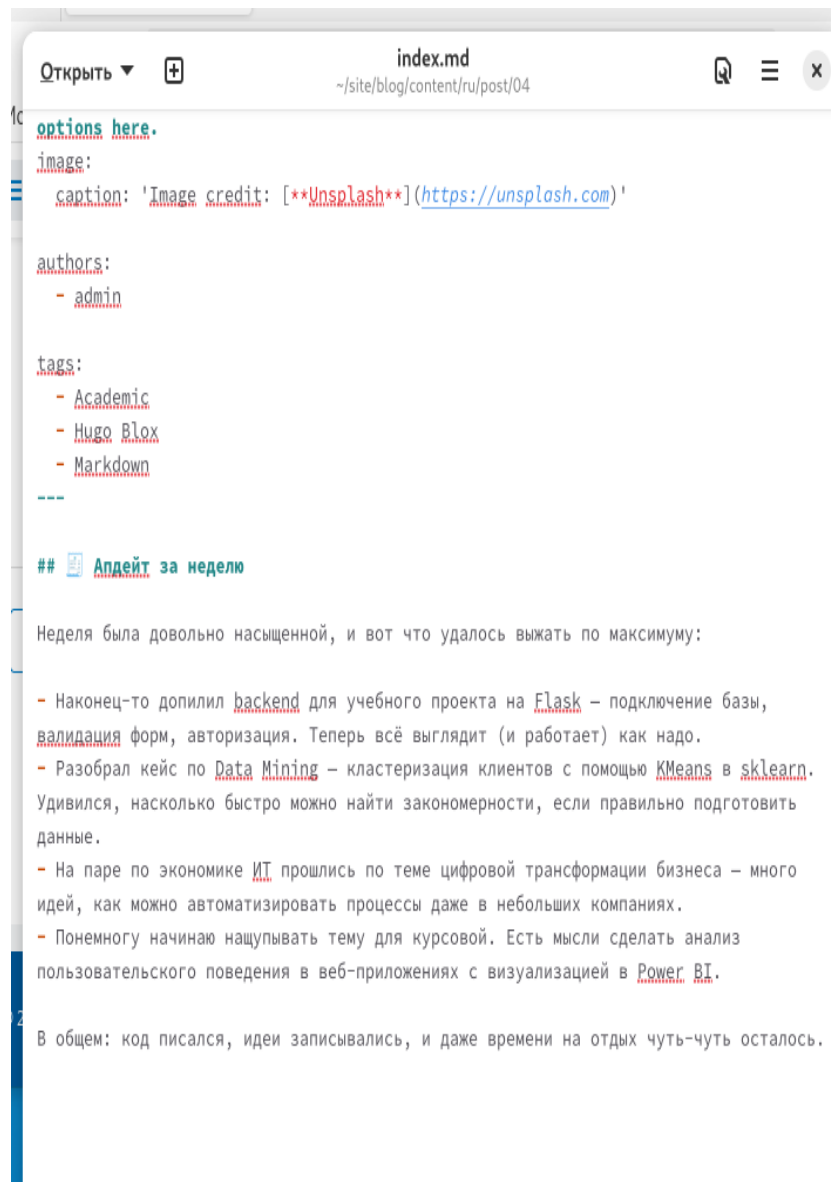 Открыть
index.md
~/site/blog/content/ru/post/04
options here.
image:
  caption: 'Image credit: [**Unsplash**](https://unsplash.com)'
authors:
  - admin
tags:
  - Academic
  - Hugo Blox
  - Markdown
---
## 🧾 Апдейт за неделю
Неделя была довольно насыщенной, и вот что удалось выжать по максимуму:
- Наконец-то допилил backend для учебного проекта на Flask — подключение базы,
валидация форм, авторизация. Теперь всё выглядит (и работает) как надо.
- Разобрал кейс по Data Mining — кластеризация клиентов с помощью KMeans в sklearn.
Удивился, насколько быстро можно найти закономерности, если правильно подготовить
данные.
- На паре по экономике ИТ прошлись по теме цифровой трансформации бизнеса — много
идей, как можно автоматизировать процессы даже в небольших компаниях.
- Понемногу начинаю нащупывать тему для курсовой. Есть мысли сделать анализ
пользовательского поведения в веб-приложениях с визуализацией в Power BI.
В общем: код писался, идеи записывались, и даже времени на отдых чуть-чуть осталось.